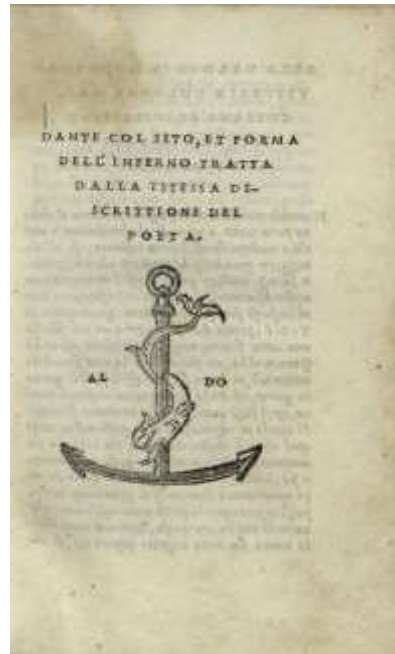 DANTE COL SITO, ET FORMA
DELL' INFERNO TRATTA
DALLA ISTESSA DE-
SCRITTIONE DEL
POETA.
AL DO